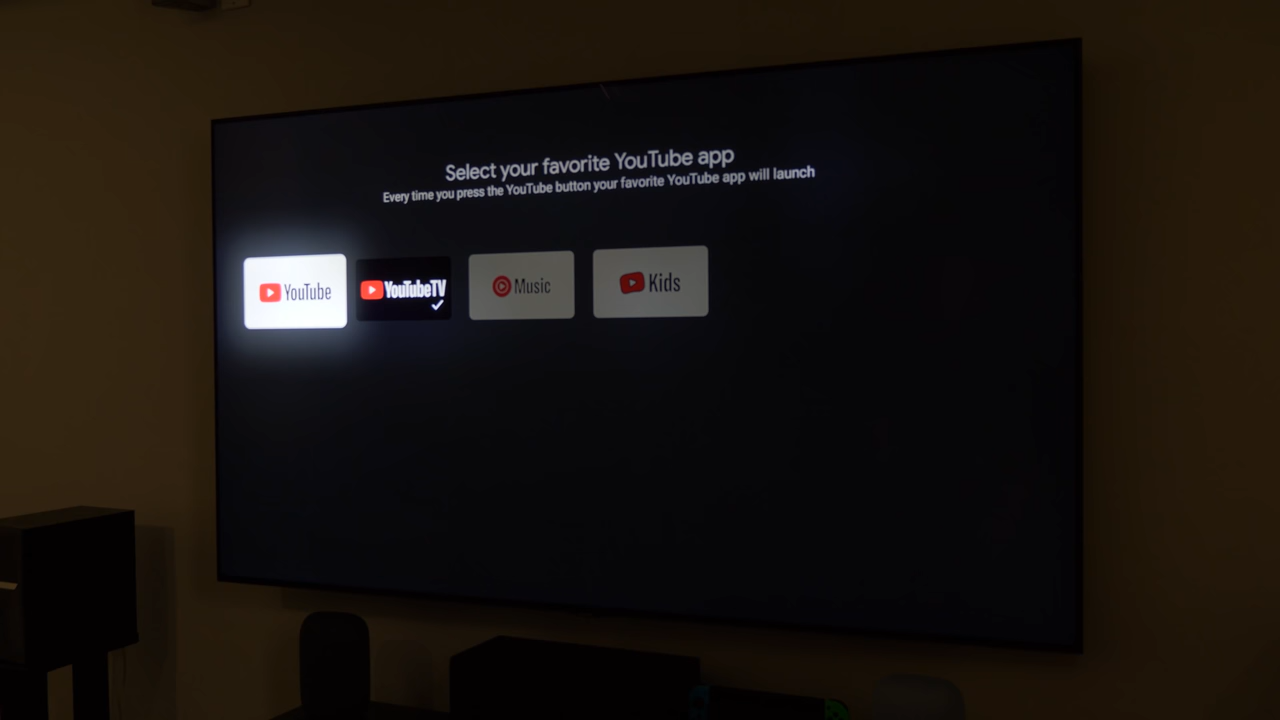 Select your favorite YouTube app
Every time you press the YouTube button your favorite YouTube app will launch
YouTube
YouTubeTV
Music
Kids